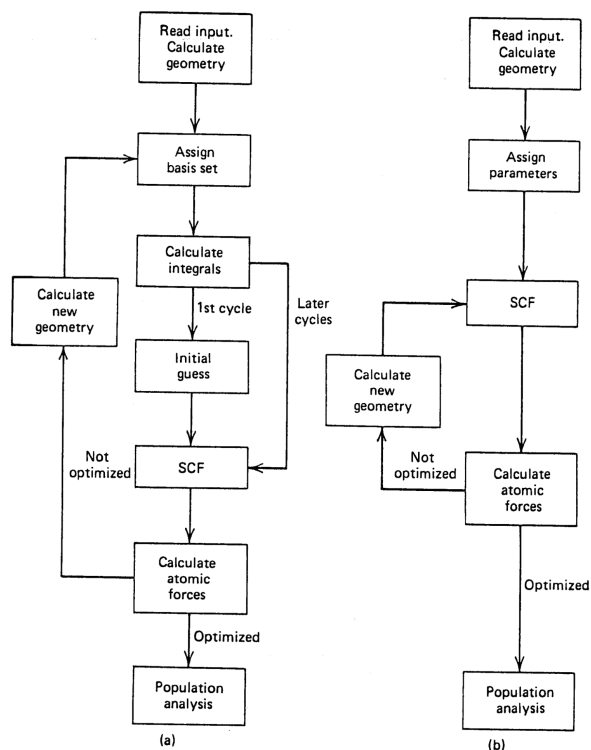 Read input.
Calculate
geometry
Assign
basis set
Calculate
integrals
1st cycle
Later
cycles
Calculate
new
geometry
Initial
guess
Not
optimized
SCF
Calculate
atomic
forces
Optimized
Population
analysis
(a)
Read input.
Calculate
geometry
Assign
parameters
SCF
Calculate
new
geometry
Not
optimized
Calculate
atomic
forces
Optimized
Population
analysis
(b)